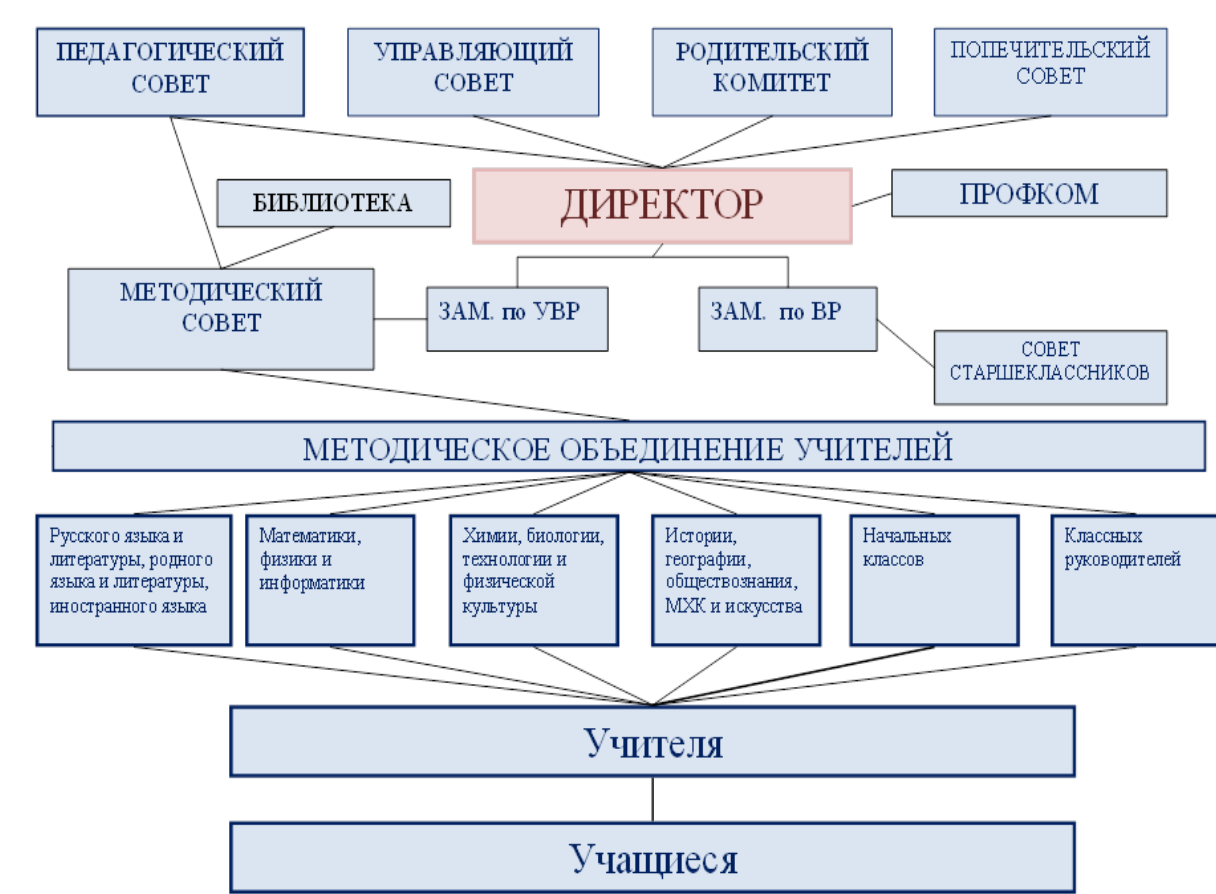 ПЕДАГОГИЧЕСКИЙ
СОВЕТ
УПРАВЛЯЮЩИЙ
СОВЕТ
РОДИТЕЛЬСКИЙ
КОМИТЕТ
ПОПЕЧИТЕЛЬСКИЙ
СОВЕТ
БИБЛИОТЕКА
ДИРЕКТОР
ПРОФКОМ
МЕТОДИЧЕСКИЙ
СОВЕТ
ЗАМ. по УВР
ЗАМ. по ВР
СОВЕТ
СТАРШЕКЛАССНИКОВ
МЕТОДИЧЕСКОЕ ОБЪЕДИНЕНИЕ УЧИТЕЛЕЙ
Русского языка и
литературы, родного
языка и литературы,
иностранного языка
Математики,
физики и
информатики
Химии, биологии,
технологии и
физической
культуры
Истории,
географии,
обществознания,
МХК и искусства
Начальных
классов
Классных
руководителей
Учителя
Учащиеся